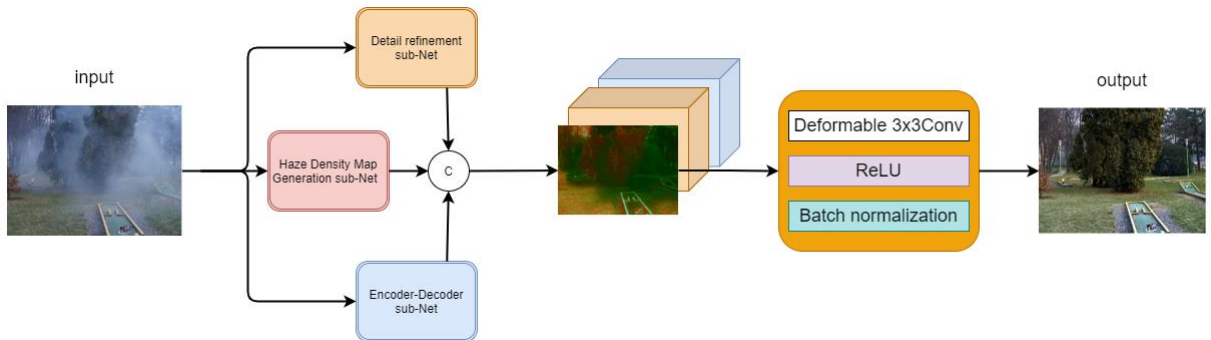 Detail refinement
sub-Net
input
output
Deformable 3x3Conv
Haze Density Map
Generation sub-Net
C
ReLU
Batch normalization
Encoder-Decoder
sub-Net